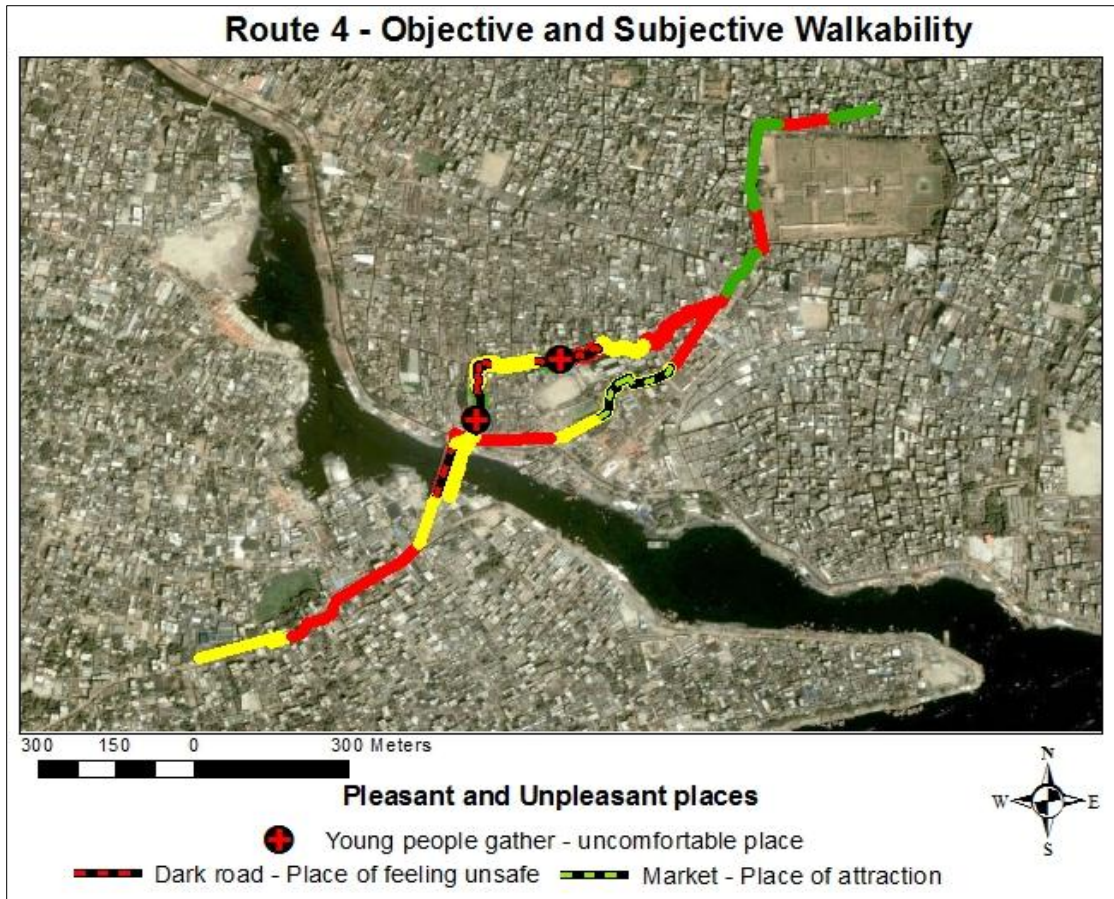 Route 4 - Objective and Subjective Walkability
300 150 0 300 Meters
N
W E
S
Pleasant and Unpleasant places
Young people gather - uncomfortable place
Dark road - Place of feeling unsafe Market - Place of attraction